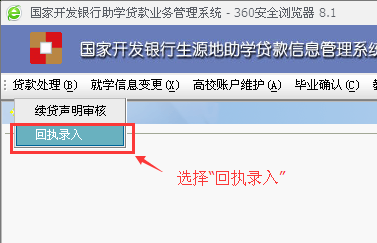 国家开发银行助学贷款业务管理系统 - 360安全浏览器 8.1
国家开发银行生源地助学贷款信息管理系统
贷款处理(B) 就学信息变更(X) 高校账户维护(A) 毕业确认(C)
续贷声明审核
回执录入
选择“回执录入”